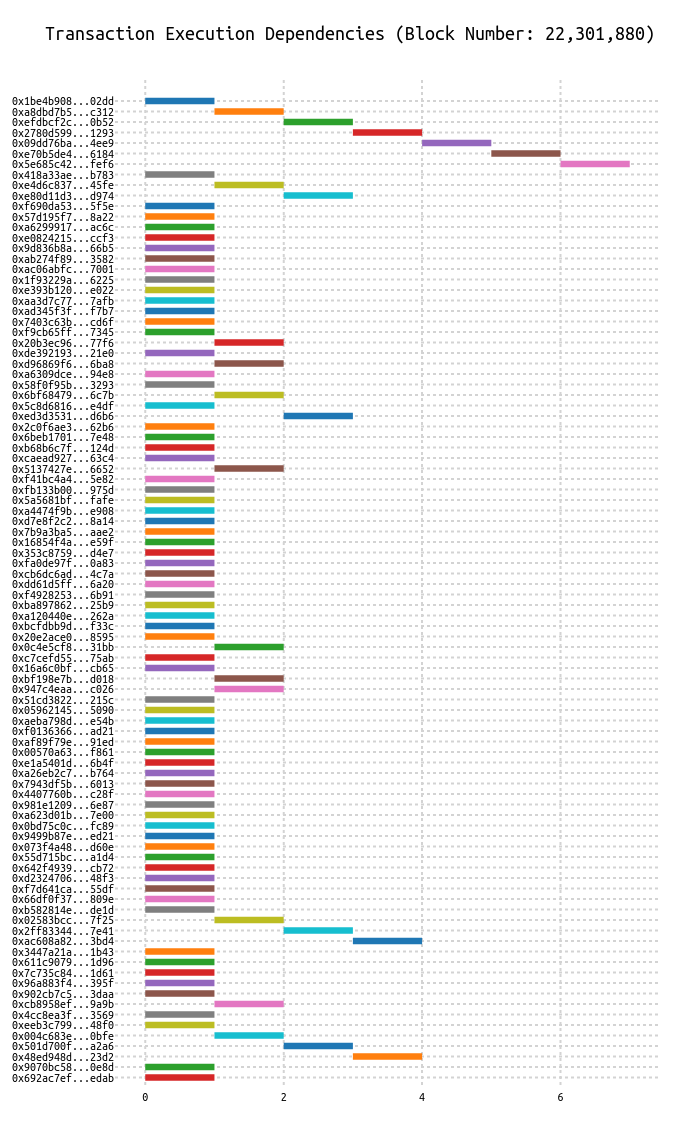 Transaction Execution Dependencies (Block Number: 22,301,880)
0x1be4b908...02dd
0xa8dbd7b5...c312
0xefdbcf2c...0b52
0x2780d599...1293
0x09dd76ba...4ee9
0xe70b5de4...6184
0x5e685c42...fef6
0x418a33ae...b783
0xe4d6c837...45fe
0xe80d11d3...d974
0xf690da53...5f5e
0x57d195f7...8a22
0xa6299917...ac6c
0xe0824215...ccf3
0x9d836b8a...66b5
0xab274f89...3582
0xac06abfc...7001
0x1f93229a...6225
0xe393b120...e022
0xaa3d7c77...7afb
0xad345f3f...f7b7
0x7403c63b...cd6f
0xf9cb65ff...7345
0x20b3ec96...77f6
0xde392193...21e0
0xd96869f6...6ba8
0xa6309dce...94e8
0x58f0f95b...3293
0x6bf68479...6c7b
0x5c8d6816...e4df
0xed3d3531...d6b6
0x2c0f6ae3...62b6
0x6beb1701...7e48
0xb68b6c7f...124d
0xcaead927...63c4
0x5137427e...6652
0xf41bc4a4...5e82
0xfb133b00...975d
0x5a5681bf...fafe
0xa4474f9b...e908
0xd7e8f2c2...8a14
0x7b9a3ba5...aae2
0x16854f4a...e59f
0x353c8759...d4e7
0xfa0de97f...0a83
0xcb6dc6ad...4c7a
0xdd61d5ff...6a20
0xf4928253...6b91
0xba897862...25b9
0xa120440e...262a
0xbcfdbb9d...f33c
0x20e2ace0...8595
0x0c4e5cf8...31bb
0xc7cefd55...75ab
0x16a6c0bf...cb65
0xbf198e7b...d018
0x947c4eaa...c026
0x51cd3822...215c
0x05962145...5090
0xaeba798d...e54b
0xf0136366...ad21
0xaf89f79e...91ed
0x00570a63...f861
0xe1a5401d...6b4f
0xa26eb2c7...b764
0x7943df5b...6013
0x4407760b...c28f
0x981e1209...6e87
0xa623d01b...7e00
0x0bd75c0c...fc89
0x9499b87e...ed21
0x073f4a48...d60e
0x55d715bc...a1d4
0x642f4939...cb72
0xd2324706...48f3
0xf7d641ca...55df
0x66df0f37...809e
0xb582814e...de1d
0x02583bcc...7f25
0x2ff83344...7e41
0xac608a82...3bd4
0x3447a21a...1b43
0x611c9079...1d96
0x7c735c84...1d61
0x96a883f4...395f
0x902cb7c5...3daa
0xcb8958ef...9a9b
0x4cc8ea3f...3569
0xeeb3c799...48f0
0x004c683e...0bfe
0x501d700f...a2a6
0x48ed948d...23d2
0x9070bc58...0e8d
0x692ac7ef...edab
0 2 4 6